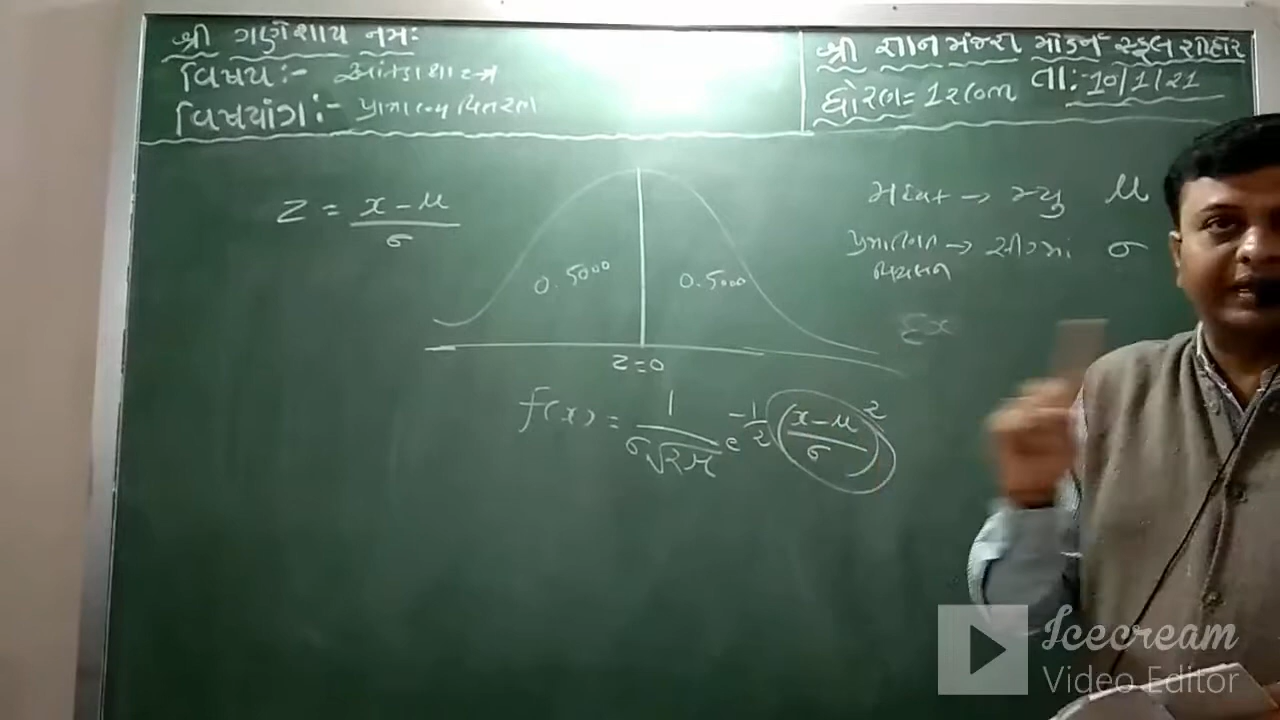 શ્રી ગણેશાય નમઃ
વિષય:- આંકડાશાસ્ત્ર
વિષયાંગ:- પ્રામાણ્ય વિતરણ
શ્રી જ્ઞાનમંજરી મોડર્ન સ્કૂલ શીહોર
ધોરણ = 12 com તા:-10/1/21
Z = (x - μ) / σ
0.5000
0.5000
Z=0
f(x) = 1 / (σ√2π) e^(-1/2 ((x-μ)/σ)^2)
મધ્યક → મ્યુ μ
પ્રમાણિત વિચલન → સીગ્માં σ
Icecream
Video Editor